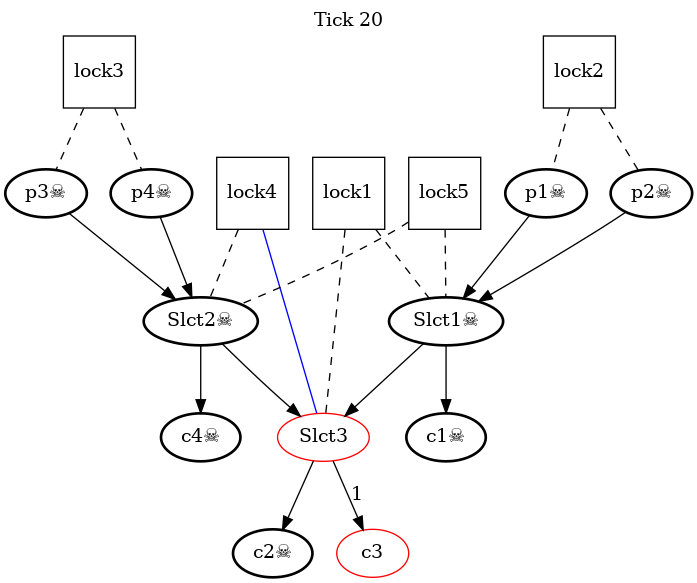 Tick 20
lock3
lock2
p3☠
p4☠
lock4
lock1
lock5
p1☠
p2☠
Slct2☠
Slct1☠
c4☠
Slct3
c1☠
1
c2☠
c3